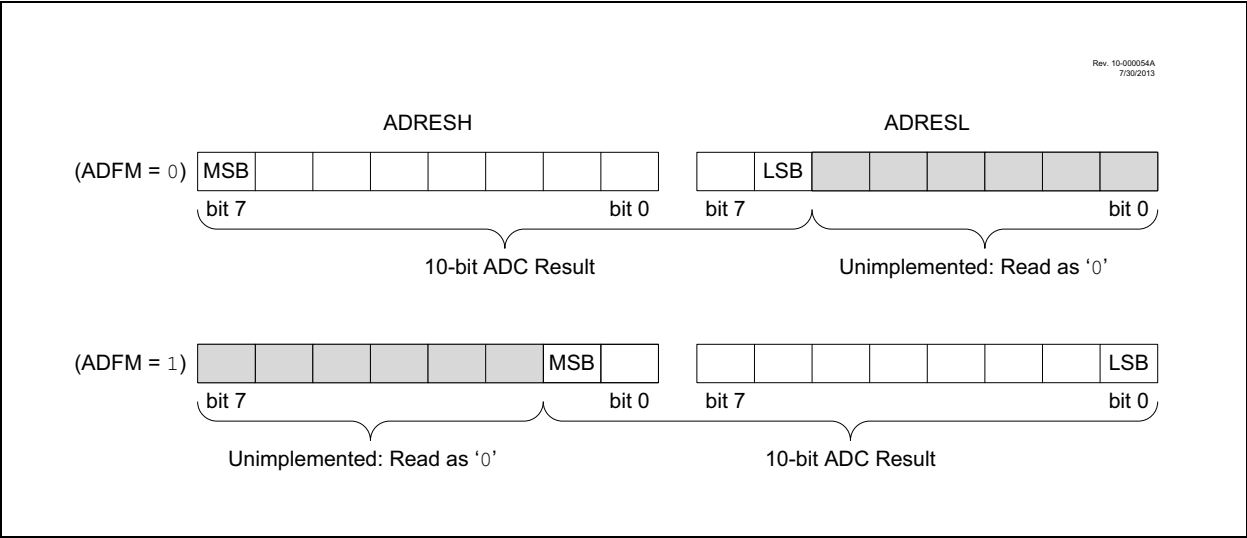 Rev. 10-000054A
7/30/2013
ADRESH ADRESL
(ADFM = 0) MSB LSB
bit 7 bit 0 bit 7 bit 0
10-bit ADC Result Unimplemented: Read as ‘0’
(ADFM = 1) MSB LSB
bit 7 bit 0 bit 7 bit 0
Unimplemented: Read as ‘0’ 10-bit ADC Result